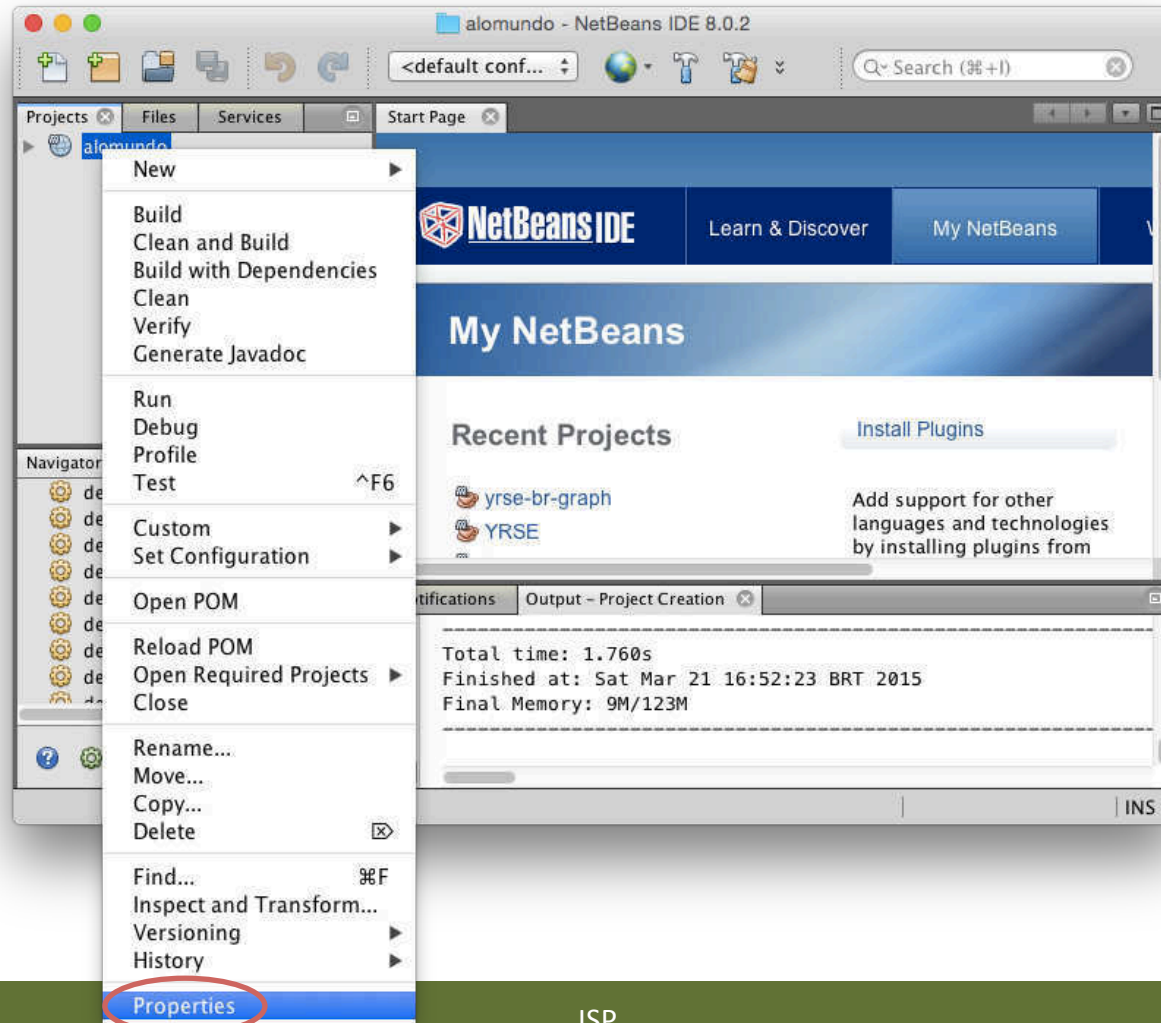 alomundo - NetBeans IDE 8.0.2
<default conf...
Search (⌘+I)
Projects
Files
Services
Start Page
alomundo
New
Build
Clean and Build
Build with Dependencies
Clean
Verify
Generate Javadoc
Run
Debug
Profile
Test ^F6
Custom
Set Configuration
Open POM
Reload POM
Open Required Projects
Close
Rename...
Move...
Copy...
Delete ⌦
Find... ⌘F
Inspect and Transform...
Versioning
History
Properties
NetBeans IDE
Learn & Discover
My NetBeans
My NetBeans
Recent Projects
yrse-br-graph
YRSE
Install Plugins
Add support for other
languages and technologies
by installing plugins from
Navigator
Output – Project Creation
Total time: 1.760s
Finished at: Sat Mar 21 16:52:23 BRT 2015
Final Memory: 9M/123M
INS
JSP